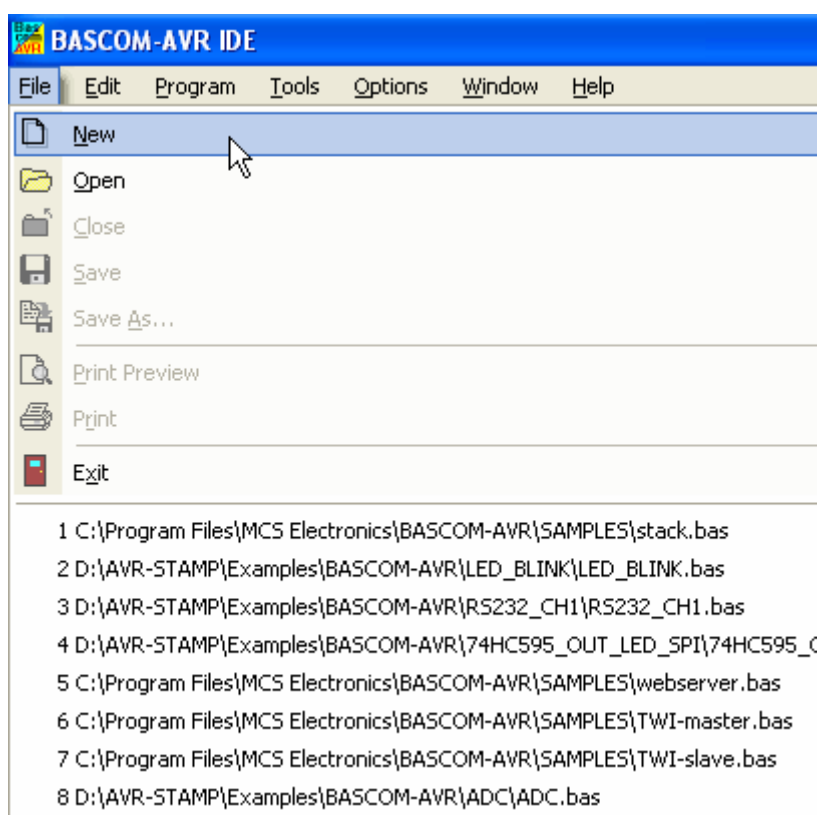 Bas
com
AVR
BASCOM-AVR IDE
File Edit Program Tools Options Window Help
New
Open
Close
Save
Save As...
Print Preview
Print
Exit
1 C:\Program Files\MCS Electronics\BASCOM-AVR\SAMPLES\stack.bas
2 D:\AVR-STAMP\Examples\BASCOM-AVR\LED_BLINK\LED_BLINK.bas
3 D:\AVR-STAMP\Examples\BASCOM-AVR\RS232_CH1\RS232_CH1.bas
4 D:\AVR-STAMP\Examples\BASCOM-AVR\74HC595_OUT_LED_SPI\74HC595_
5 C:\Program Files\MCS Electronics\BASCOM-AVR\SAMPLES\webserver.bas
6 C:\Program Files\MCS Electronics\BASCOM-AVR\SAMPLES\TWI-master.bas
7 C:\Program Files\MCS Electronics\BASCOM-AVR\SAMPLES\TWI-slave.bas
8 D:\AVR-STAMP\Examples\BASCOM-AVR\ADC\ADC.bas